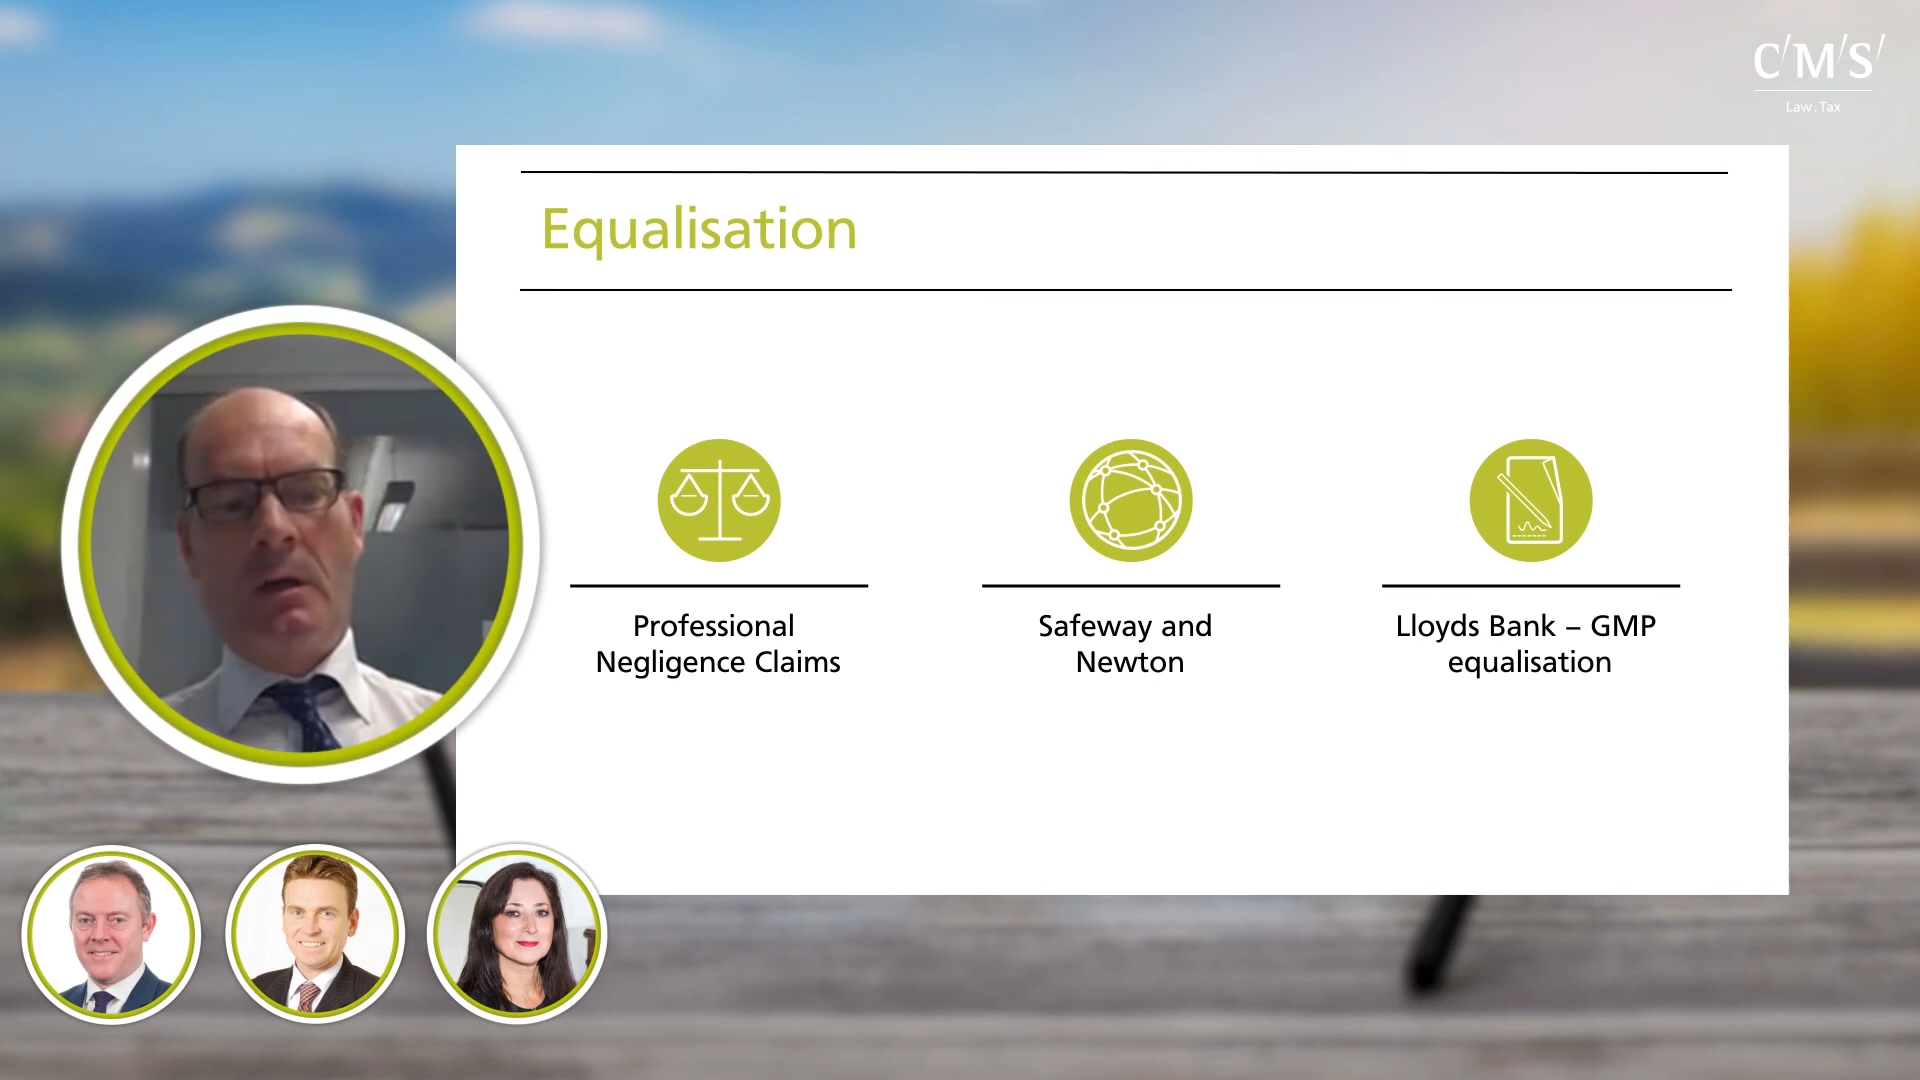 C/M/S/
Law.Tax
Equalisation
Professional
Negligence Claims
Safeway and
Newton
Lloyds Bank – GMP
equalisation